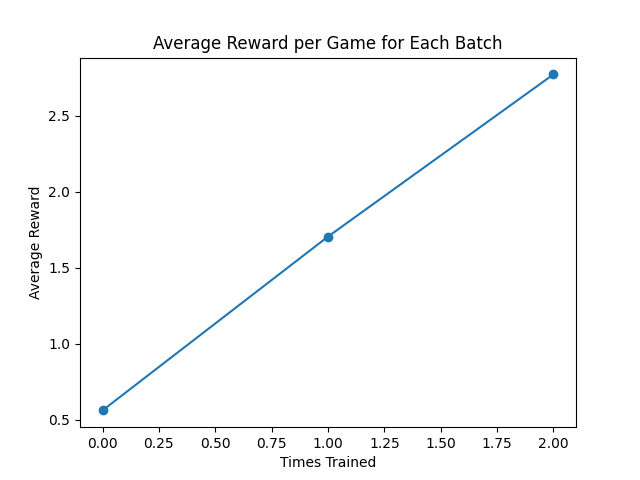 Average Reward per Game for Each Batch
2.5
2.0
1.5
1.0
0.5
Average Reward
0.00 0.25 0.50 0.75 1.00 1.25 1.50 1.75 2.00
Times Trained